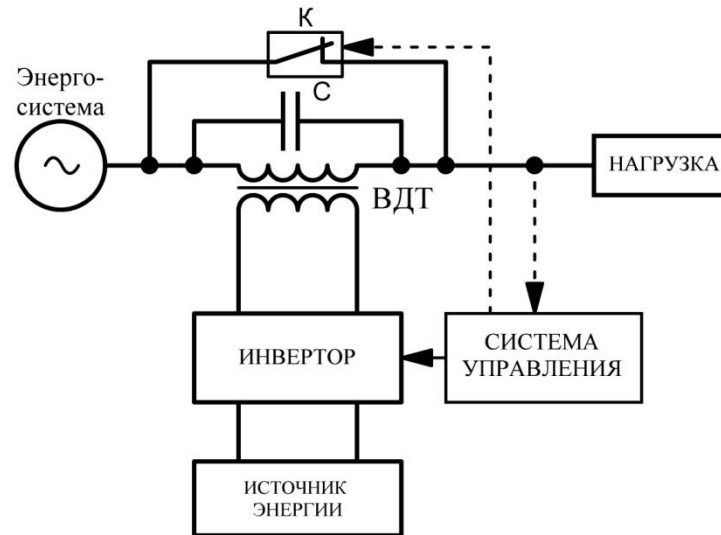 К
Энерго-
система
С
НАГРУЗКА
ВДТ
ИНВЕРТОР
СИСТЕМА
УПРАВЛЕНИЯ
ИСТОЧНИК
ЭНЕРГИИ